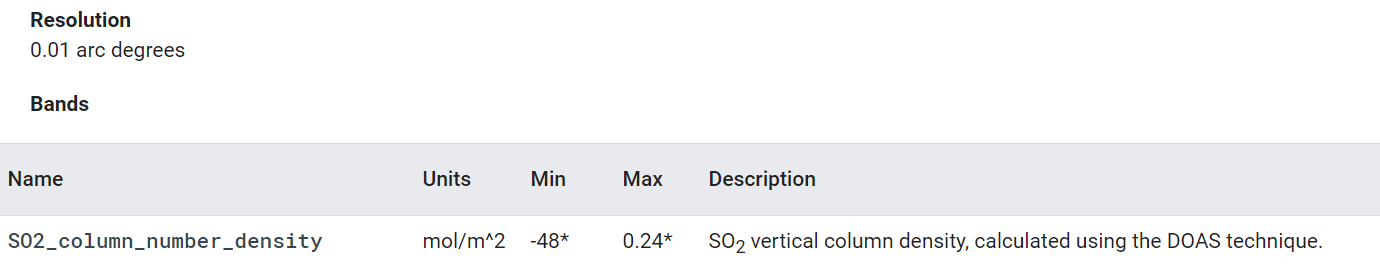 Resolution
0.01 arc degrees
Bands
Name Units Min Max Description
SO2_column_number_density mol/m^2 -48* 0.24* SO₂ vertical column density, calculated using the DOAS technique.